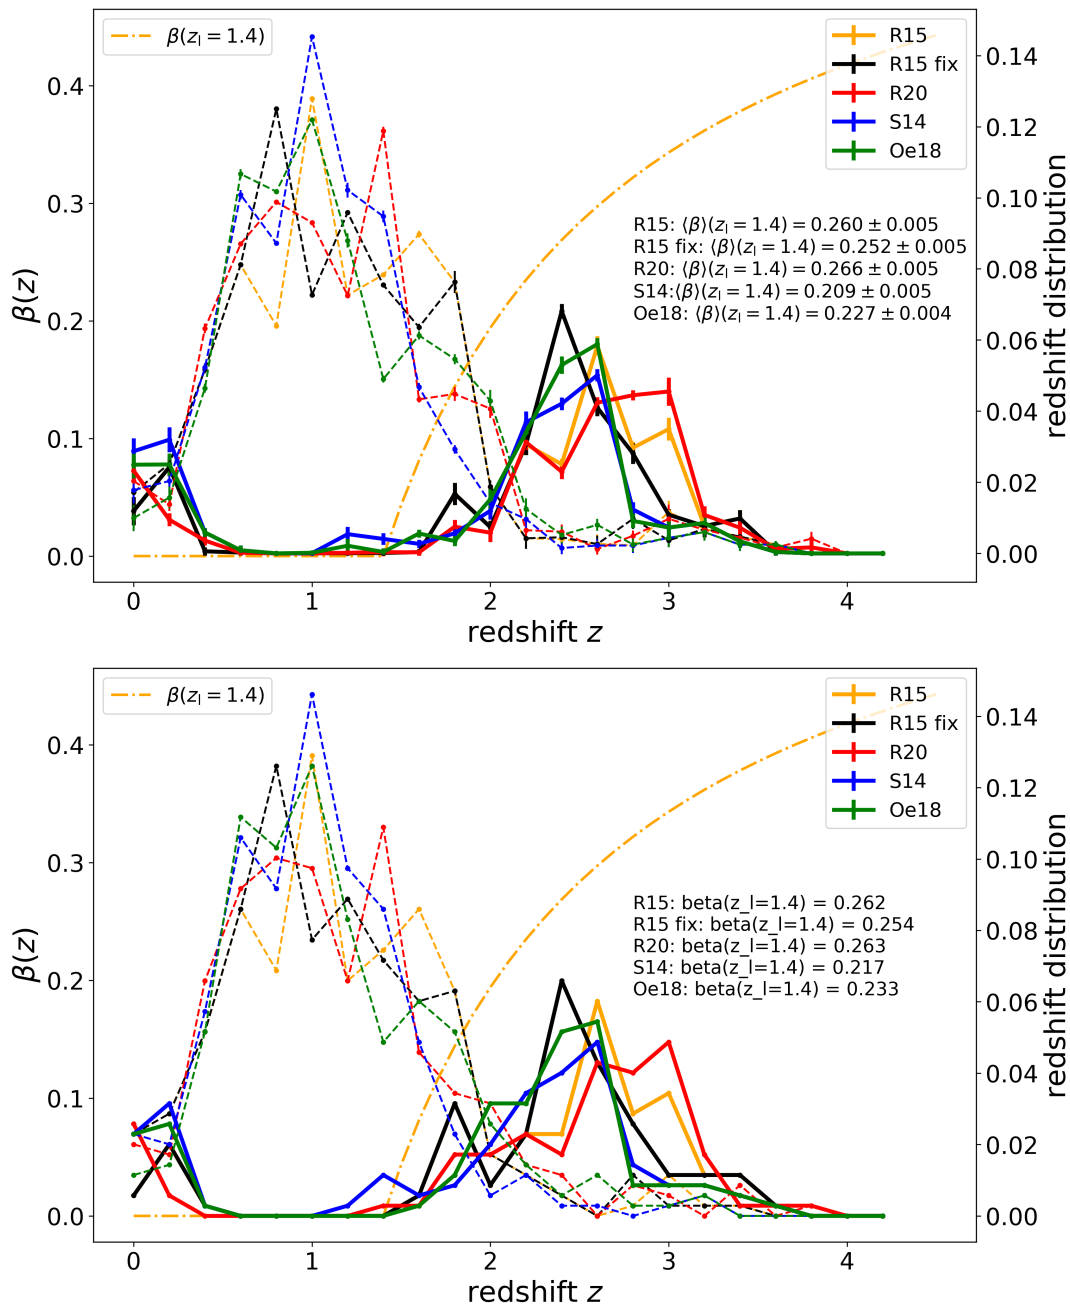 β(z_l = 1.4)
R15
R15 fix
R20
S14
Oe18
R15: ⟨β⟩(z_l = 1.4) = 0.260 ± 0.005
R15 fix: ⟨β⟩(z_l = 1.4) = 0.252 ± 0.005
R20: ⟨β⟩(z_l = 1.4) = 0.266 ± 0.005
S14:⟨β⟩(z_l = 1.4) = 0.209 ± 0.005
Oe18: ⟨β⟩(z_l = 1.4) = 0.227 ± 0.004
β(z)
0.4
0.3
0.2
0.1
0.0
0.14
0.12
0.10
0.08
0.06
0.04
0.02
0.00
redshift distribution
0 1 2 3 4
redshift z
β(z_l = 1.4)
R15
R15 fix
R20
S14
Oe18
R15: beta(z_l=1.4) = 0.262
R15 fix: beta(z_l=1.4) = 0.254
R20: beta(z_l=1.4) = 0.263
S14: beta(z_l=1.4) = 0.217
Oe18: beta(z_l=1.4) = 0.233
β(z)
0.4
0.3
0.2
0.1
0.0
0.14
0.12
0.10
0.08
0.06
0.04
0.02
0.00
redshift distribution
0 1 2 3 4
redshift z